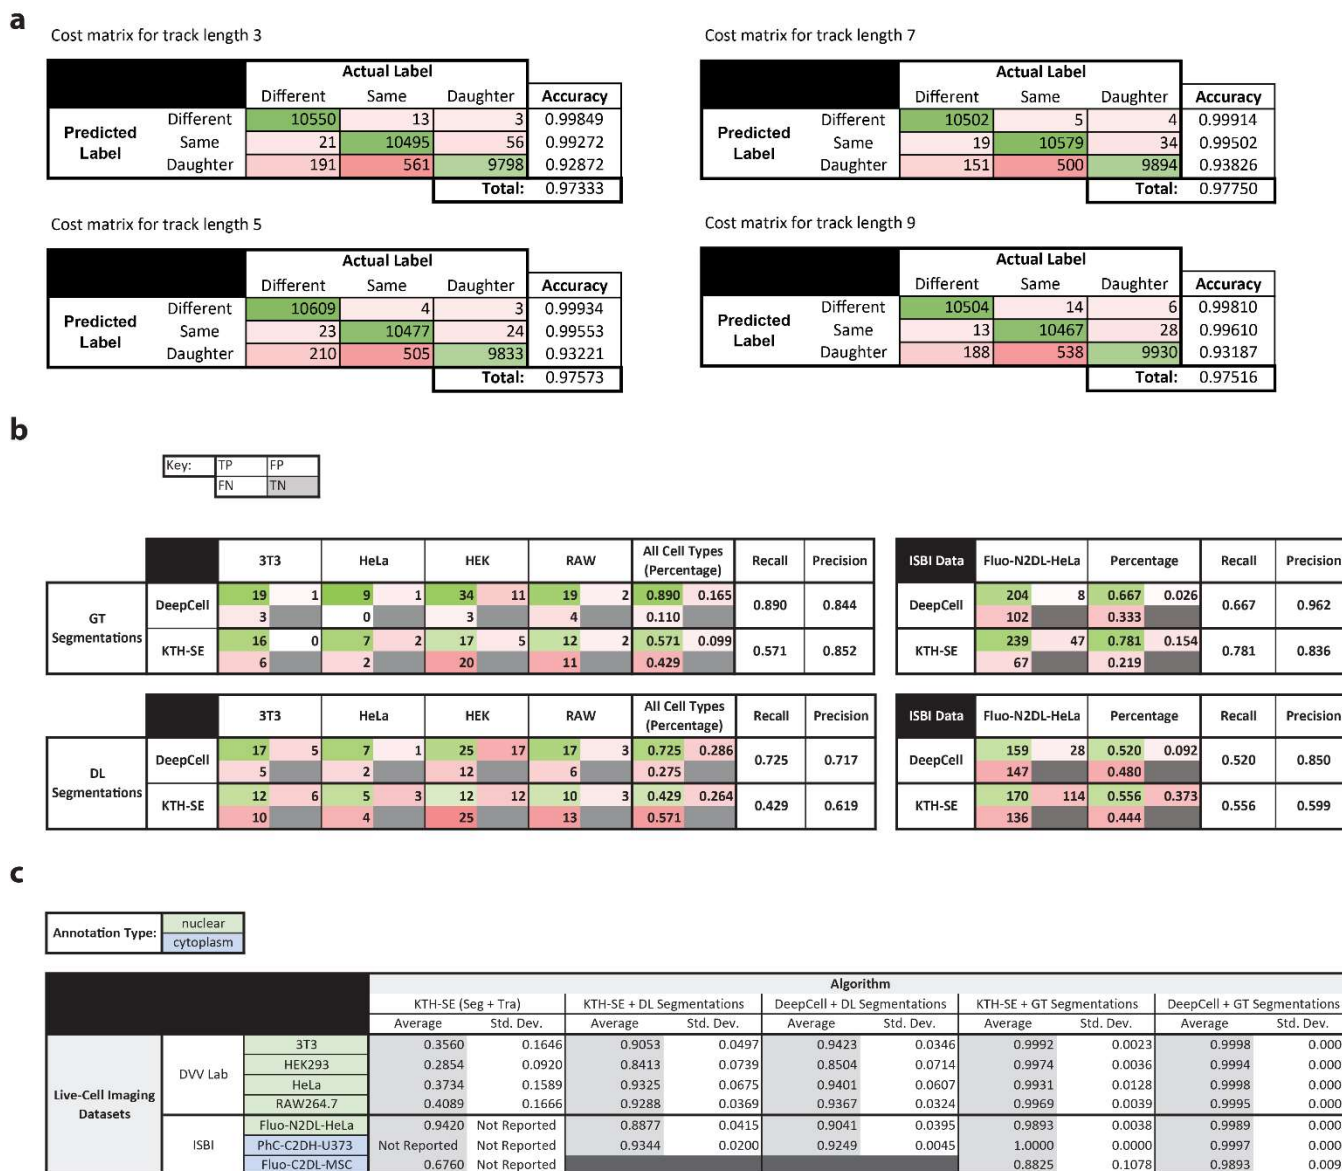 a
Cost matrix for track length 3
Actual Label
Different Same Daughter Accuracy
Predicted Label
Different 10550 13 3 0.99849
Same 21 10495 56 0.99272
Daughter 191 561 9798 0.92872
Total: 0.97333
Cost matrix for track length 7
Actual Label
Different Same Daughter Accuracy
Predicted Label
Different 10502 5 4 0.99914
Same 19 10579 34 0.99502
Daughter 151 500 9894 0.93826
Total: 0.97750
Cost matrix for track length 5
Actual Label
Different Same Daughter Accuracy
Predicted Label
Different 10609 4 3 0.99934
Same 23 10477 24 0.99553
Daughter 210 505 9833 0.93221
Total: 0.97573
Cost matrix for track length 9
Actual Label
Different Same Daughter Accuracy
Predicted Label
Different 10504 14 6 0.99810
Same 13 10467 28 0.99610
Daughter 188 538 9930 0.93187
Total: 0.97516
b
Key: TP FP
FN TN
3T3 HeLa HEK RAW All Cell Types (Percentage) Recall Precision
GT Segmentations
DeepCell 19 1 9 1 34 11 19 2 0.890 0.165 0.890 0.844
3 0 3 4 0.110
KTH-SE 16 0 7 2 17 5 12 2 0.571 0.099 0.571 0.852
6 2 20 11 0.429
ISBI Data Fluo-N2DL-HeLa Percentage Recall Precision
DeepCell 204 8 0.667 0.026 0.667 0.962
102 0.333
KTH-SE 239 47 0.781 0.154 0.781 0.836
67 0.219
3T3 HeLa HEK RAW All Cell Types (Percentage) Recall Precision
DL Segmentations
DeepCell 17 5 7 1 25 17 17 3 0.725 0.286 0.725 0.717
5 2 12 6 0.275
KTH-SE 12 6 5 3 12 12 10 3 0.429 0.264 0.429 0.619
10 4 25 13 0.571
ISBI Data Fluo-N2DL-HeLa Percentage Recall Precision
DeepCell 159 28 0.520 0.092 0.520 0.850
147 0.480
KTH-SE 170 114 0.556 0.373 0.556 0.599
136 0.444
c
Annotation Type: nuclear
cytoplasm
Algorithm
KTH-SE (Seg + Tra) KTH-SE + DL Segmentations DeepCell + DL Segmentations KTH-SE + GT Segmentations DeepCell + GT Segmentations
Average Std. Dev. Average Std. Dev. Average Std. Dev. Average Std. Dev. Average Std. Dev.
Live-Cell Imaging Datasets
DVV Lab
3T3 0.3560 0.1646 0.9053 0.0497 0.9423 0.0346 0.9992 0.0023 0.9998 0.000
HEK293 0.2854 0.0920 0.8413 0.0739 0.8504 0.0714 0.9974 0.0036 0.9994 0.000
HeLa 0.3734 0.1589 0.9325 0.0675 0.9401 0.0607 0.9931 0.0128 0.9998 0.000
RAW264.7 0.4089 0.1666 0.9288 0.0369 0.9367 0.0324 0.9969 0.0039 0.9995 0.000
ISBI
Fluo-N2DL-HeLa 0.9420 Not Reported 0.8877 0.0415 0.9041 0.0395 0.9893 0.0038 0.9989 0.000
PhC-C2DH-U373 Not Reported Not Reported 0.9344 0.0200 0.9249 0.0045 1.0000 0.0000 0.9997 0.000
Fluo-C2DL-MSC 0.6760 Not Reported 0.8825 0.1078 0.9893 0.009